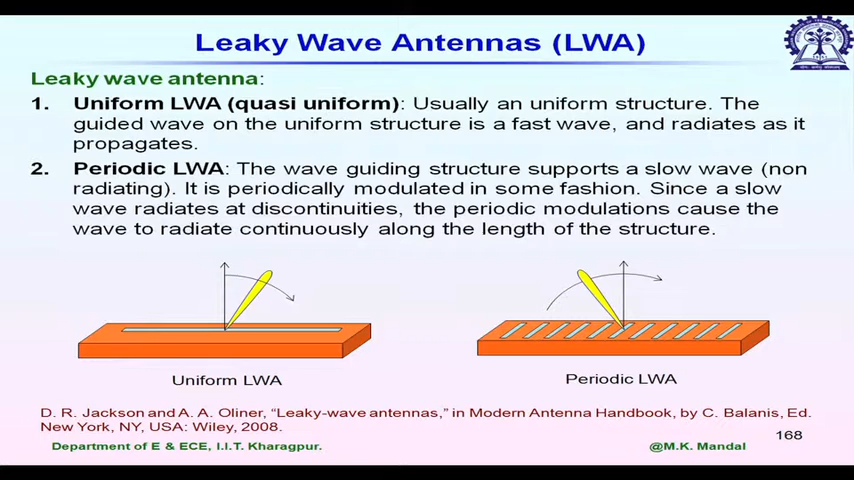 Leaky Wave Antennas (LWA)
Leaky wave antenna:
1. Uniform LWA (quasi uniform): Usually an uniform structure. The
guided wave on the uniform structure is a fast wave, and radiates as it
propagates.
2. Periodic LWA: The wave guiding structure supports a slow wave (non
radiating). It is periodically modulated in some fashion. Since a slow
wave radiates at discontinuities, the periodic modulations cause the
wave to radiate continuously along the length of the structure.
Uniform LWA
Periodic LWA
D. R. Jackson and A. A. Oliner, “Leaky-wave antennas,” in Modern Antenna Handbook, by C. Balanis, Ed.
New York, NY, USA: Wiley, 2008.
168
Department of E & ECE, I.I.T. Kharagpur.
@M.K. Mandal